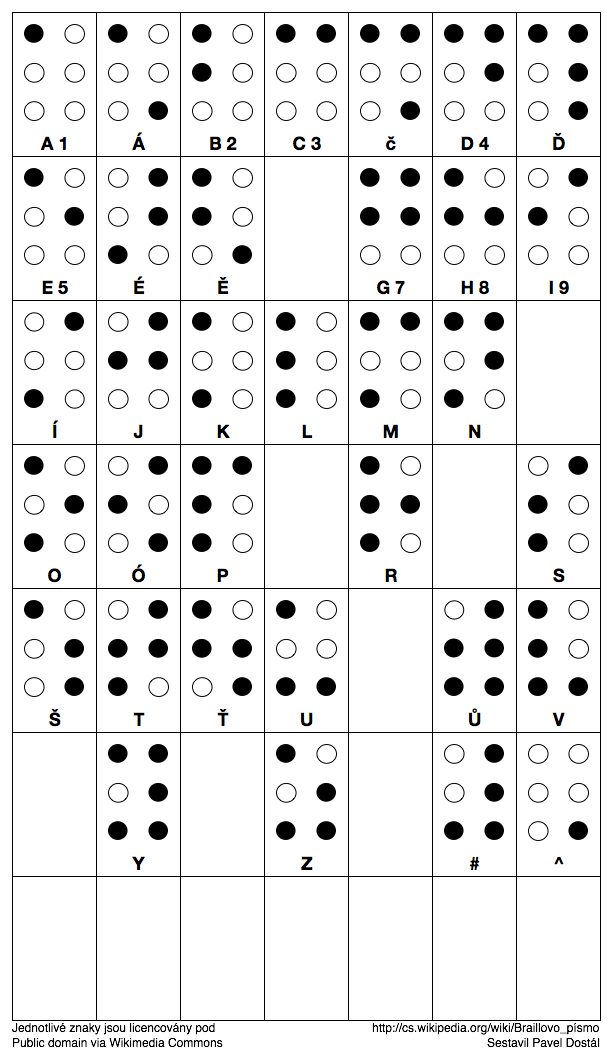 A 1 Á B 2 C 3 č D 4 Ď
E 5 É Ě G 7 H 8 I 9
Í J K L M N
O Ó P R S
Š T Ť U Ů V
Y Z # ^
Jednotlivé znaky jsou licencovány pod http://cs.wikipedia.org/wiki/Braillovo_písmo
Public domain via Wikimedia Commons Sestavil Pavel Dostál